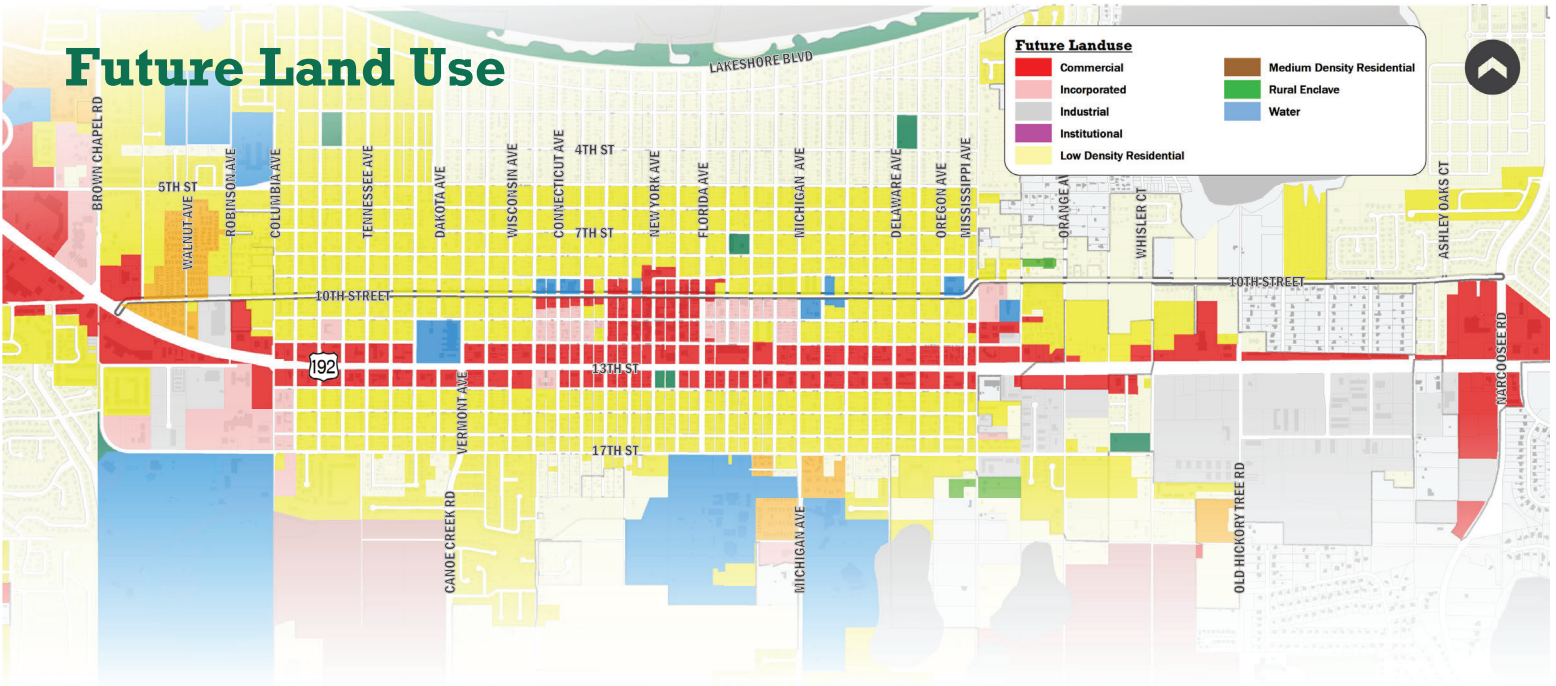 Future Land Use
LAKESHORE BLVD
Future Landuse
Commercial
Incorporated
Industrial
Institutional
Low Density Residential
Medium Density Residential
Rural Enclave
Water
BROWN CHAPEL RD
5TH ST
WALNUT AVE
ROBINSON AVE
COLUMBIA AVE
TENNESSEE AVE
DAKOTA AVE
WISCONSIN AVE
CONNECTICUT AVE
4TH ST
7TH ST
NEW YORK AVE
FLORIDA AVE
MICHIGAN AVE
DELAWARE AVE
OREGON AVE
MISSISSIPPI AVE
ORANGE AV
WHISLER CT
ASHLEY OAKS CT
10TH STREET
10TH STREET
192
13TH ST
NARCOOSEE RD
VERMONT AVE
17TH ST
CANOE CREEK RD
MICHIGAN AVE
OLD HICKORY TREE RD